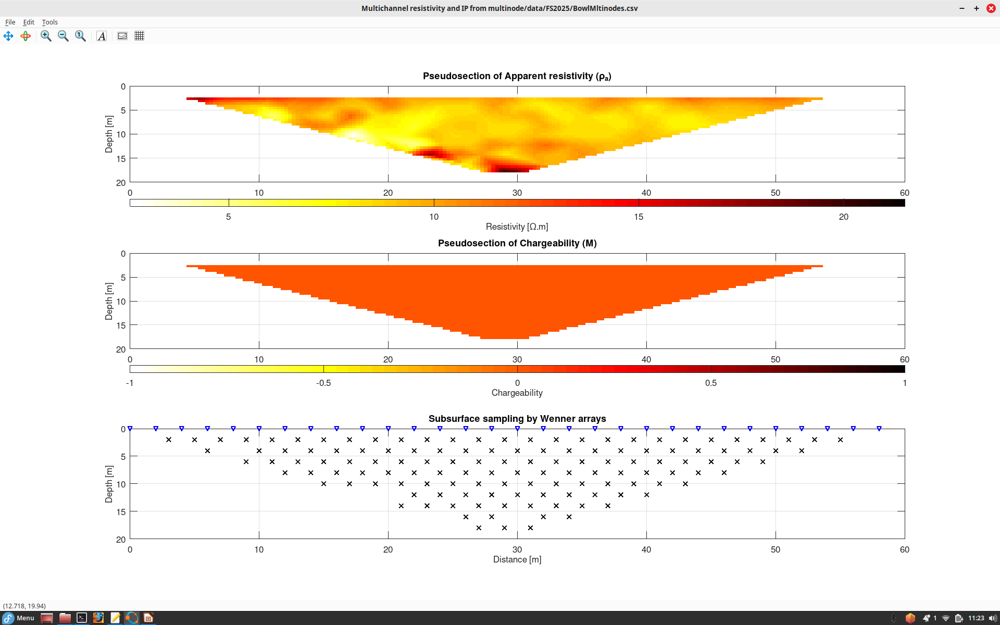 Multichannel resistivity and IP from multinode/data/FS2025/BowlMltinodes.csv
File Edit Tools
A
Pseudosection of Apparent resistivity (ρa)
0
5
10
15
20
Depth [m]
0 10 20 30 40 50 60
5 10 15 20
Resistivity [Ω.m]
Pseudosection of Chargeability (M)
0
5
10
15
20
Depth [m]
0 10 20 30 40 50 60
-1 -0.5 0 0.5 1
Chargeability
Subsurface sampling by Wenner arrays
0
5
10
15
20
Depth [m]
0 10 20 30 40 50 60
Distance [m]
(12.718, 19.94)
Menu 1 11:23